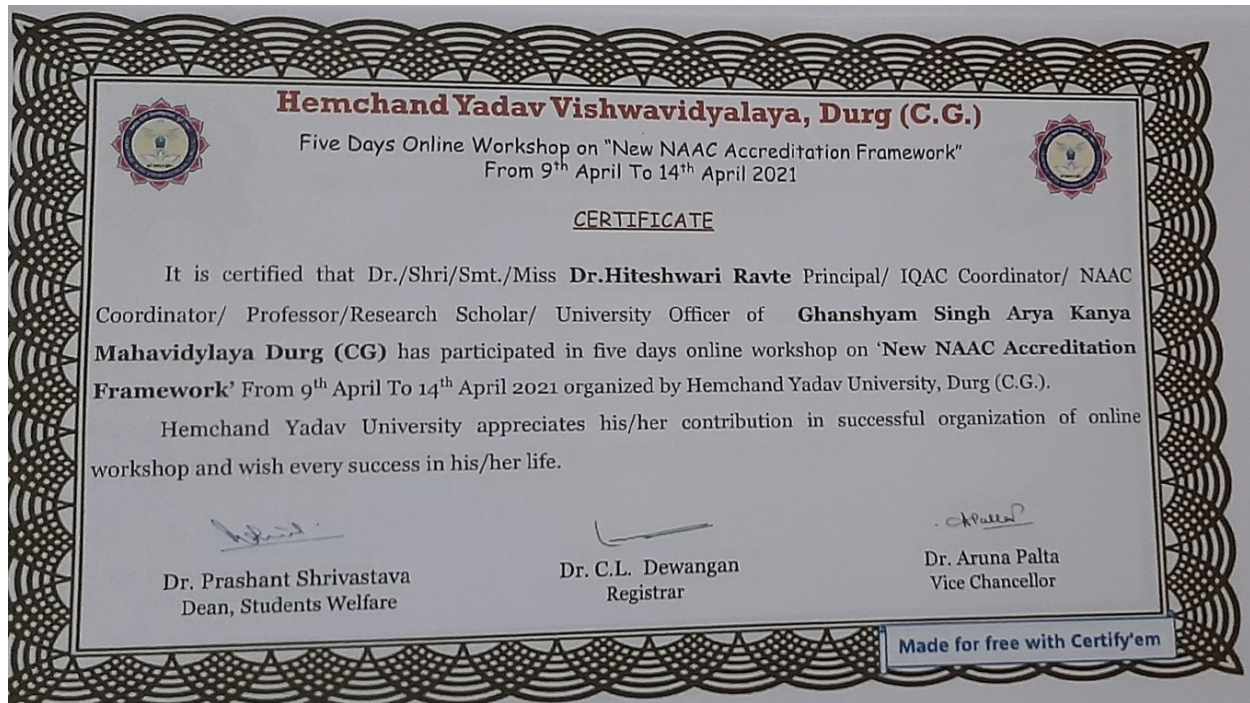 Hemchand Yadav Vishwavidyalaya, Durg (C.G.)
Five Days Online Workshop on "New NAAC Accreditation Framework"
From 9th April To 14th April 2021
CERTIFICATE
It is certified that Dr./Shri/Smt./Miss Dr.Hiteshwari Ravte Principal/ IQAC Coordinator/ NAAC
Coordinator/ Professor/Research Scholar/ University Officer of Ghanshyam Singh Arya Kanya
Mahavidylaya Durg (CG) has participated in five days online workshop on 'New NAAC Accreditation
Framework' From 9th April To 14th April 2021 organized by Hemchand Yadav University, Durg (C.G.).
Hemchand Yadav University appreciates his/her contribution in successful organization of online
workshop and wish every success in his/her life.
Dr. Prashant Shrivastava
Dean, Students Welfare
Dr. C.L. Dewangan
Registrar
Dr. Aruna Palta
Vice Chancellor
Made for free with Certify'em